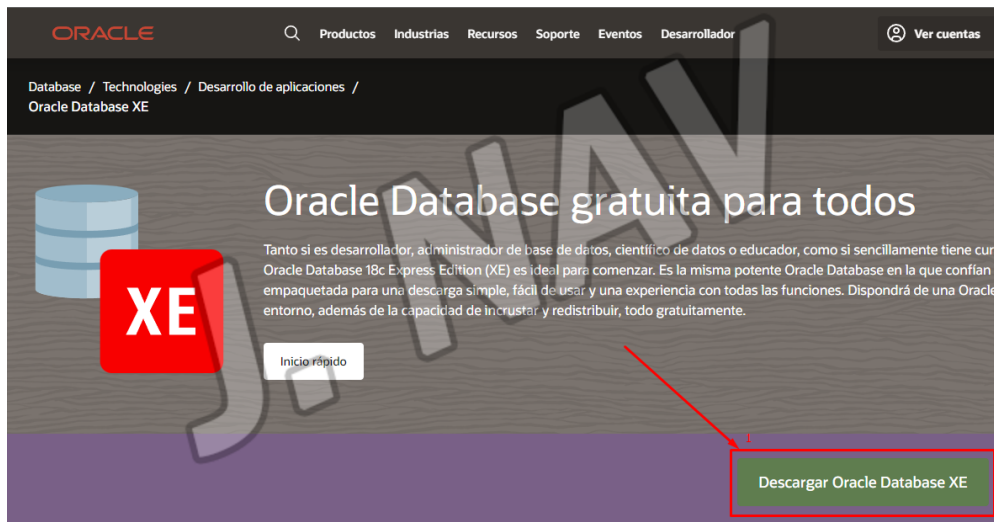 ORACLE
Productos Industrias Recursos Soporte Eventos Desarrollador
Ver cuentas
Database / Technologies / Desarrollo de aplicaciones /
Oracle Database XE
XE
Oracle Database gratuita para todos
Tanto si es desarrollador, administrador de base de datos, científico de datos o educador, como si sencillamente tiene cur
Oracle Database 18c Express Edition (XE) es ideal para comenzar. Es la misma potente Oracle Database en la que confían
empaquetada para una descarga simple, fácil de usar y una experiencia con todas las funciones. Dispondrá de una Oracle
entorno, además de la capacidad de incrustar y redistribuir, todo gratuitamente.
Inicio rápido
J. NAV
Descargar Oracle Database XE